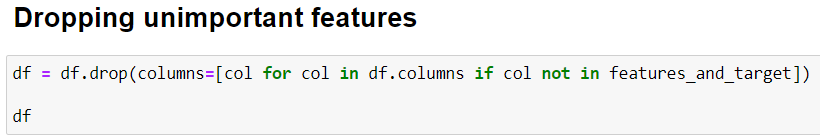 Dropping unimportant features
df = df.drop(columns=[col for col in df.columns if col not in features_and_target])
df